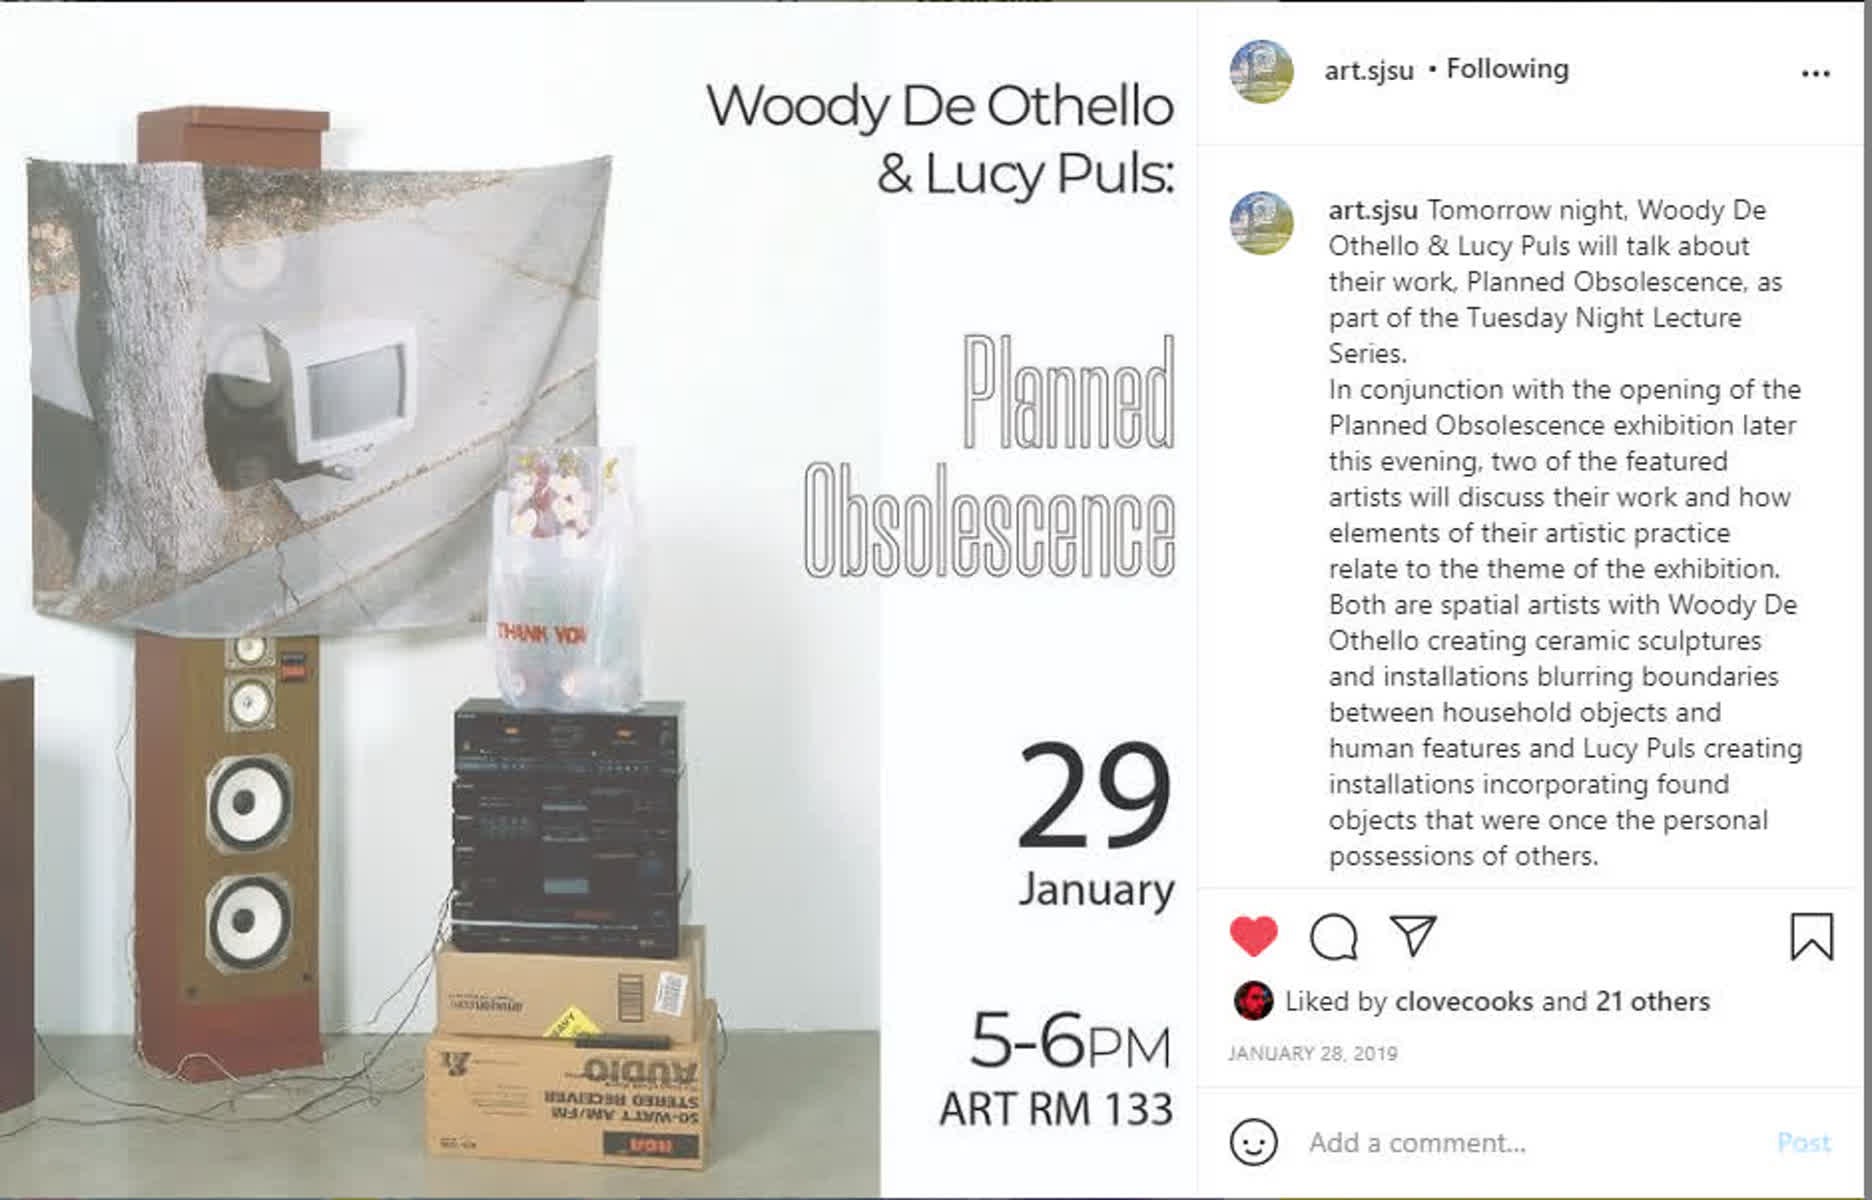 Woody De Othello
& Lucy Puls:
Planned
Obsolescence
29
January
5-6PM
ART RM 133
THANK YOU
amazon.com
HEAVY
AUDIO
50-WATT AM/FM
STEREO RECEIVER
RCA
art.sjsu • Following
art.sjsu Tomorrow night, Woody De
Othello & Lucy Puls will talk about
their work, Planned Obsolescence, as
part of the Tuesday Night Lecture
Series.
In conjunction with the opening of the
Planned Obsolescence exhibition later
this evening, two of the featured
artists will discuss their work and how
elements of their artistic practice
relate to the theme of the exhibition.
Both are spatial artists with Woody De
Othello creating ceramic sculptures
and installations blurring boundaries
between household objects and
human features and Lucy Puls creating
installations incorporating found
objects that were once the personal
possessions of others.
Liked by clovecooks and 21 others
JANUARY 28, 2019
Add a comment...
Post